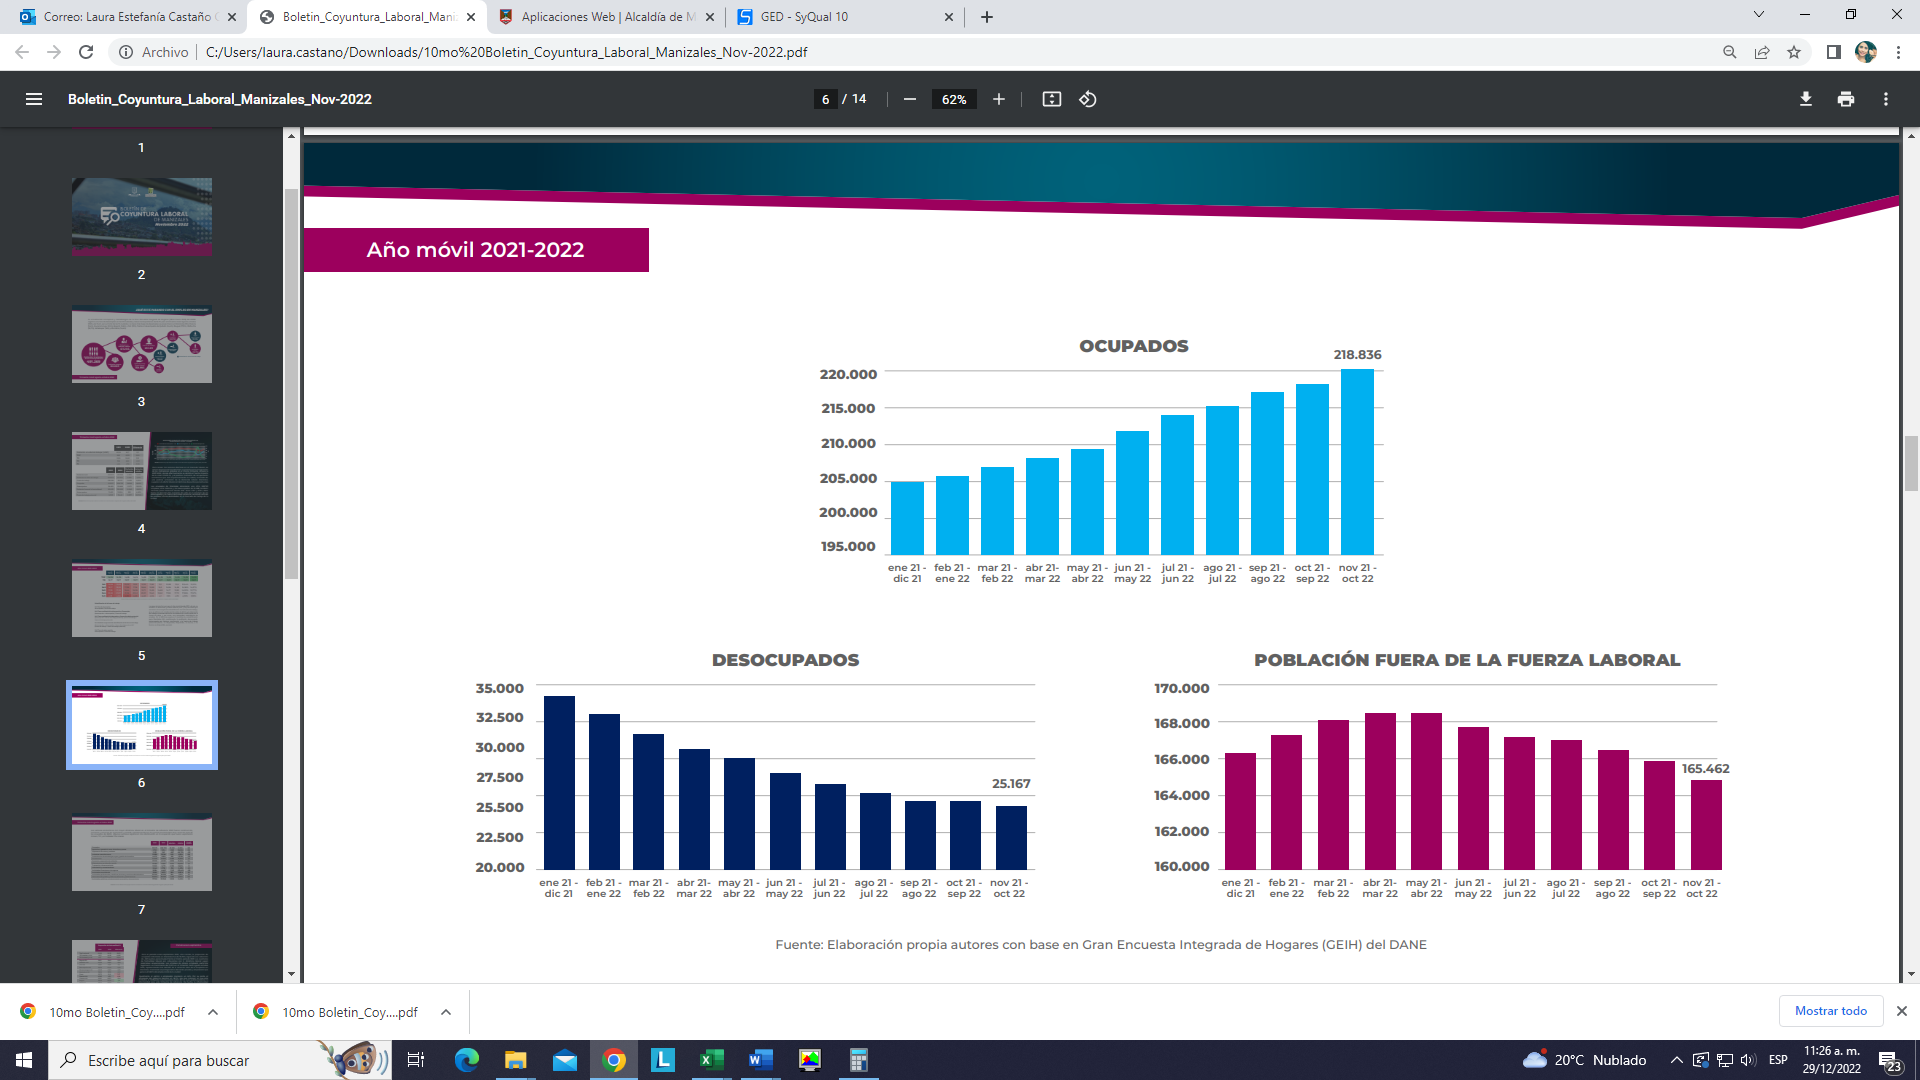 Correo: Laura Estefanía Castaño
Boletin_Coyuntura_Laboral_Mani
Aplicaciones Web | Alcaldía de M
GED - SyQual 10
Archivo
C:/Users/laura.castano/Downloads/10mo%20Boletin_Coyuntura_Laboral_Manizales_Nov-2022.pdf
Boletin_Coyuntura_Laboral_Manizales_Nov-2022
6 / 14
62%
1
COYUNTURA LABORAL
2
3
4
5
6
7
Año móvil 2021-2022
OCUPADOS
218.836
220.000
215.000
210.000
205.000
200.000
195.000
ene 21 - feb 21 - mar 21 - abr 21- may 21 - jun 21 - jul 21 - ago 21 - sep 21 - oct 21 - nov 21 -
dic 21 ene 22 feb 22 mar 22 abr 22 may 22 jun 22 jul 22 ago 22 sep 22 oct 22
DESOCUPADOS
35.000
32.500
30.000
27.500
25.167
25.500
22.500
20.000
ene 21 - feb 21 - mar 21 - abr 21- may 21 - jun 21 - jul 21 - ago 21 - sep 21 - oct 21 - nov 21 -
dic 21 ene 22 feb 22 mar 22 abr 22 may 22 jun 22 jul 22 ago 22 sep 22 oct 22
POBLACIÓN FUERA DE LA FUERZA LABORAL
170.000
168.000
166.000
165.462
164.000
162.000
160.000
ene 21 - feb 21 - mar 21 - abr 21- may 21 - jun 21 - jul 21 - ago 21 - sep 21 - oct 21 - nov 21 -
dic 21 ene 22 feb 22 mar 22 abr 22 may 22 jun 22 jul 22 ago 22 sep 22 oct 22
Fuente: Elaboración propia autores con base en Gran Encuesta Integrada de Hogares (GEIH) del DANE
10mo Boletin_Coy....pdf
10mo Boletin_Coy....pdf
Mostrar todo
Escribe aquí para buscar
20°C Nublado
ESP
11:26 a. m.
29/12/2022
23